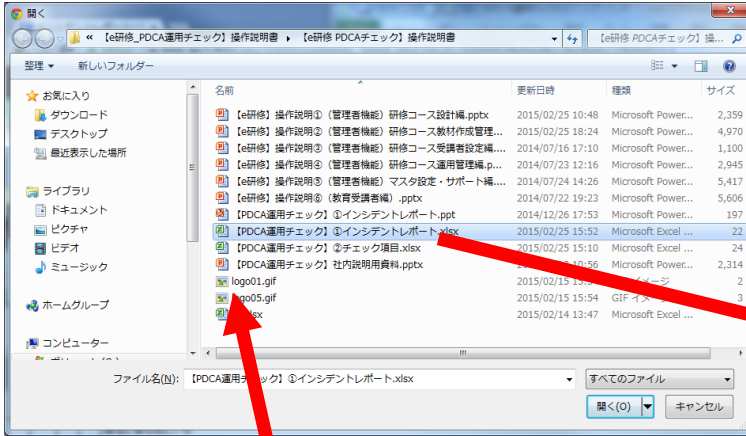 開く
« 【e研修_PDCA運用チェック】操作説明書 ▸ 【e研修 PDCAチェック】操作説明書
【e研修 PDCAチェック】操...
整理 ▼ 新しいフォルダー
お気に入り
ダウンロード
デスクトップ
最近表示した場所
ライブラリ
ドキュメント
ピクチャ
ビデオ
ミュージック
ホームグループ
コンピューター
名前 更新日時 種類 サイズ
【e研修】操作説明①（管理者機能）研修コース設計編.pptx 2015/02/25 10:48 Microsoft Power... 2,359
【e研修】操作説明②（管理者機能）研修コース教材作成管理... 2015/02/25 18:24 Microsoft Power... 4,970
【e研修】操作説明③（管理者機能）研修コース受講者設定編.... 2014/07/16 17:10 Microsoft Power... 1,100
【e研修】操作説明④（管理者機能）研修コース運用管理編.p... 2014/07/23 12:16 Microsoft Power... 2,945
【e研修】操作説明⑤（管理者機能）マスタ設定・サポート編.... 2014/07/24 14:26 Microsoft Power... 5,417
【e研修】操作説明⑥（教育受講者編）.pptx 2014/07/22 19:23 Microsoft Power... 5,606
【PDCA運用チェック】①インシデントレポート.ppt 2014/12/26 17:53 Microsoft Power... 197
【PDCA運用チェック】①インシデントレポート.xlsx 2015/02/25 15:52 Microsoft Excel ... 22
【PDCA運用チェック】②チェック項目.xlsx 2015/02/25 15:10 Microsoft Excel ... 24
【PDCA運用チェック】社内説明用資料.pptx 10:56 Microsoft Power... 2,314
logo01.gif 2015/02/15 2
logo05.gif 2015/02/15 15:54 GIF 3
2015/02/14 13:47 Microsoft Excel ...
ファイル名(N): 【PDCA運用チェック】①インシデントレポート.xlsx すべてのファイル
開く(O) キャンセル